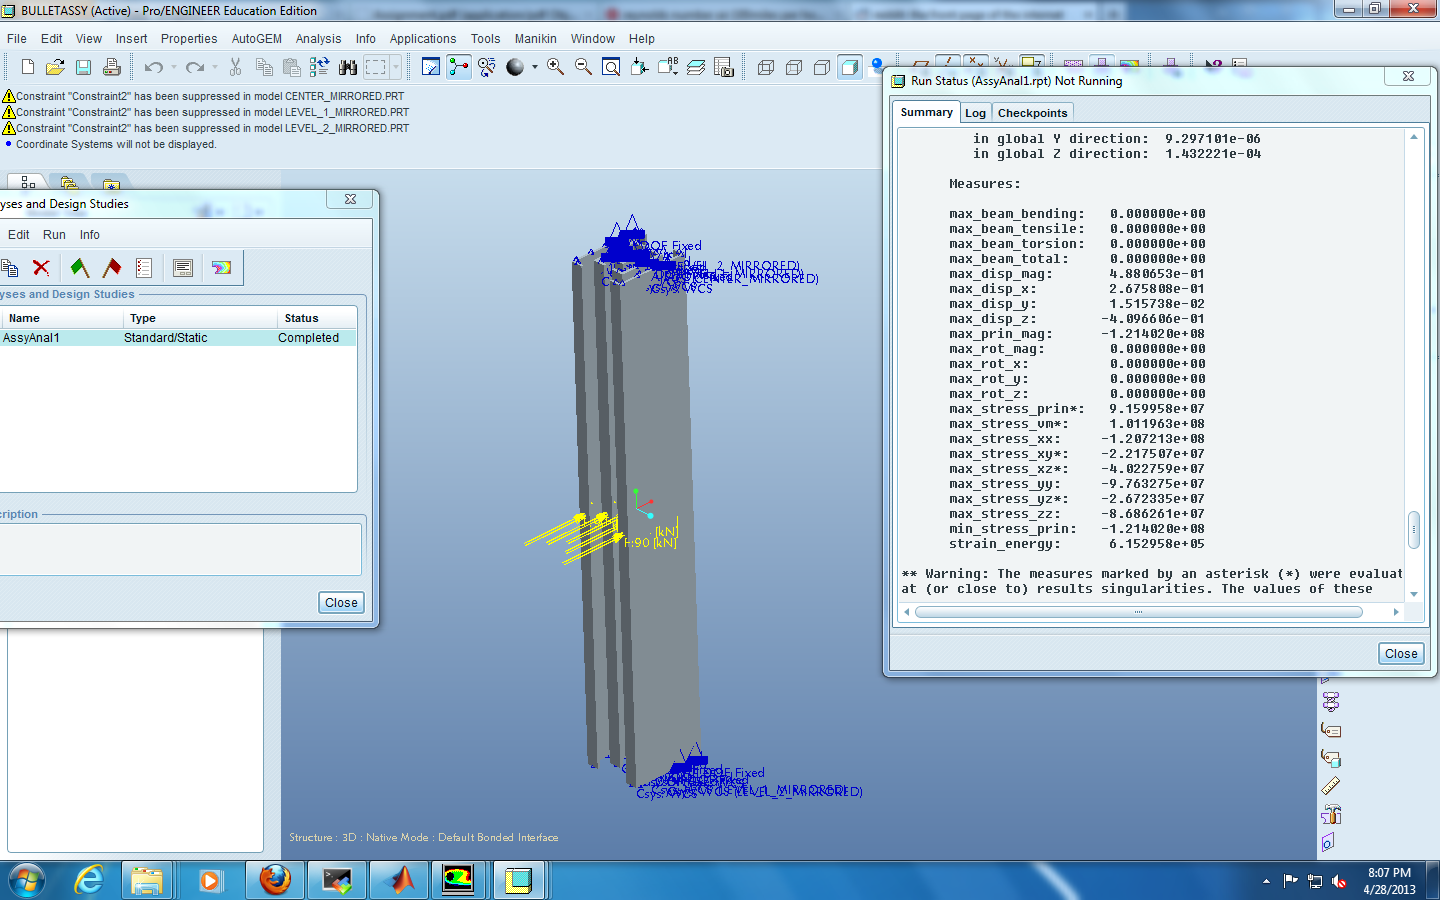 BULLETASSY (Active) - Pro/ENGINEER Education Edition
File Edit View Insert Properties AutoGEM Analysis Info Applications Tools Manikin Window Help
Constraint "Constraint2" has been suppressed in model CENTER_MIRRORED.PRT
Constraint "Constraint2" has been suppressed in model LEVEL_1_MIRRORED.PRT
Constraint "Constraint2" has been suppressed in model LEVEL_2_MIRRORED.PRT
Coordinate Systems will not be displayed.
yses and Design Studies
Edit Run Info
yses and Design Studies
Name Type Status
AssyAnal1 Standard/Static Completed
cription
Close
DOF Fixed
_2_MIRRORED)
CENTER_MIRRORED)
[kN]
F:90 [kN]
Fixed
(LEVEL_2_MIRRORED)
Structure : 3D : Native Mode : Default Bonded Interface
Run Status (AssyAnal1.rpt) Not Running
Summary Log Checkpoints
in global Y direction: 9.297101e-06
in global Z direction: 1.432221e-04
Measures:
max_beam_bending: 0.000000e+00
max_beam_tensile: 0.000000e+00
max_beam_torsion: 0.000000e+00
max_beam_total: 0.000000e+00
max_disp_mag: 4.880653e-01
max_disp_x: 2.675808e-01
max_disp_y: 1.515738e-02
max_disp_z: -4.096606e-01
max_prin_mag: -1.214020e+08
max_rot_mag: 0.000000e+00
max_rot_x: 0.000000e+00
max_rot_y: 0.000000e+00
max_rot_z: 0.000000e+00
max_stress_prin*: 9.159958e+07
max_stress_vm*: 1.011963e+08
max_stress_xx: -1.207213e+08
max_stress_xy*: -2.217507e+07
max_stress_xz*: -4.022759e+07
max_stress_yy: -9.763275e+07
max_stress_yz*: -2.672335e+07
max_stress_zz: -8.686261e+07
min_stress_prin: -1.214020e+08
strain_energy: 6.152958e+05
** Warning: The measures marked by an asterisk (*) were evaluat
at (or close to) results singularities. The values of these
Close
8:07 PM
4/28/2013